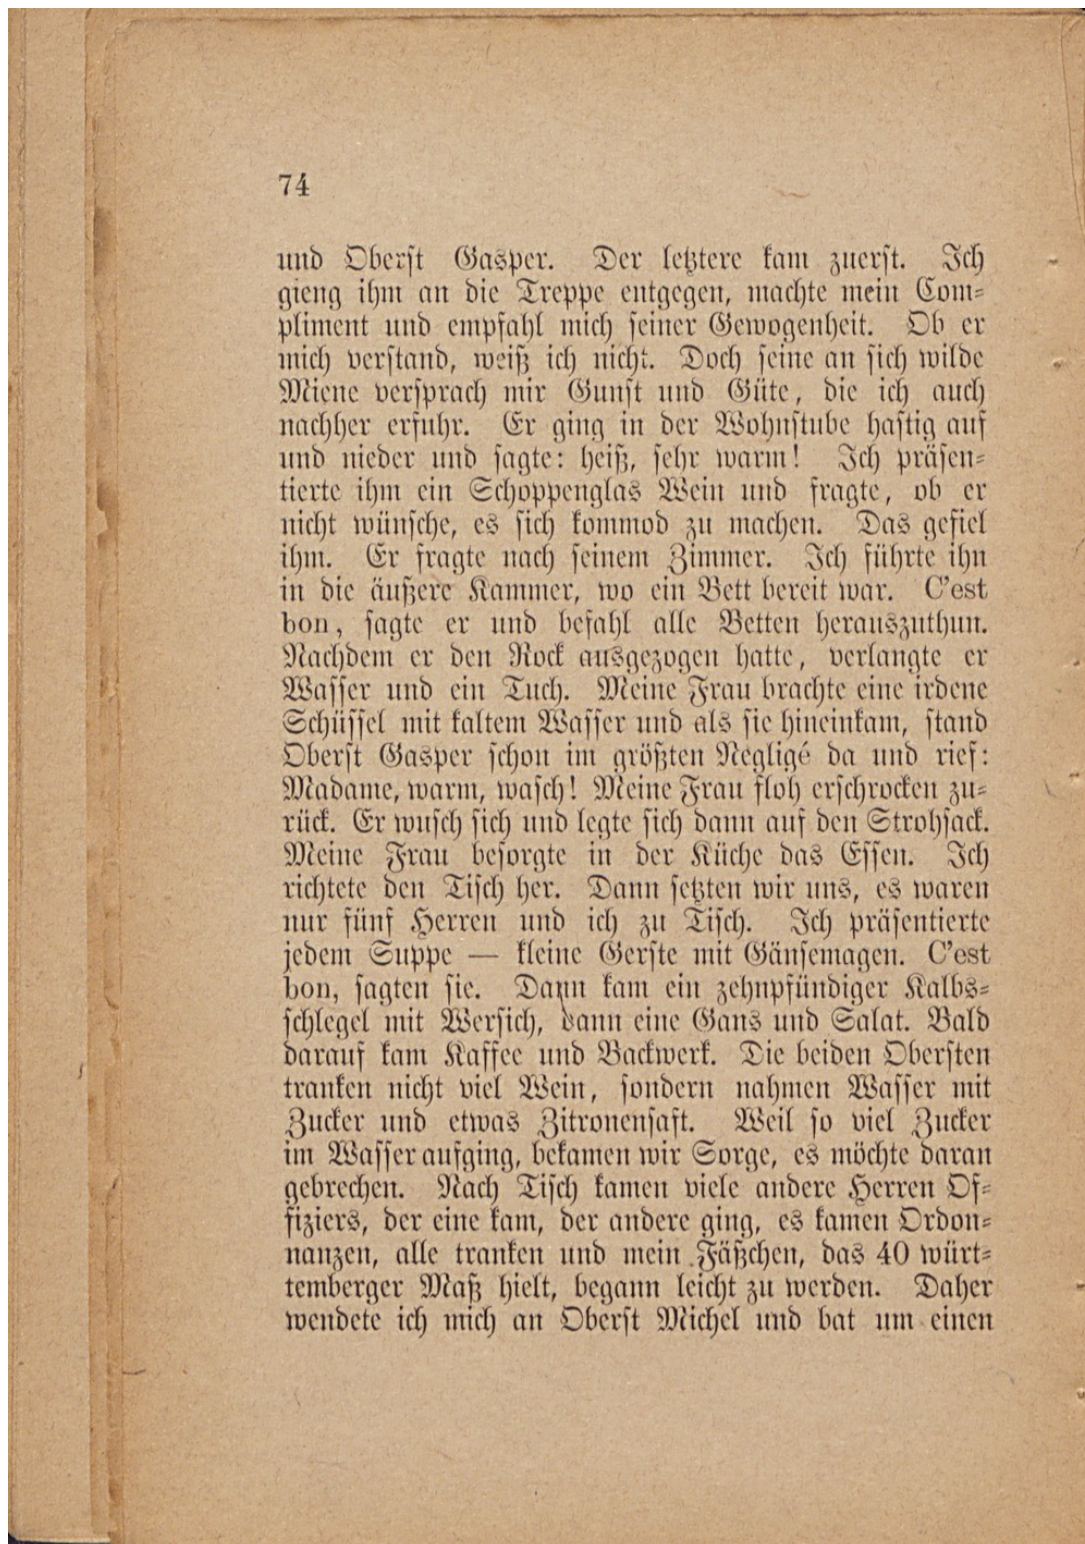 74
und Oberst Gasper. Der letztere kam zuerst. Ich
gieng ihm an die Treppe entgegen, machte mein Com-
pliment und empfahl mich seiner Gewogenheit. Ob er
mich verstand, weiß ich nicht. Doch seine an sich wilde
Miene versprach mir Gunst und Güte, die ich auch
nachher erfuhr. Er ging in der Wohnstube hastig auf
und nieder und sagte: heiß, sehr warm! Ich präsen-
tierte ihm ein Schoppenglas Wein und fragte, ob er
nicht wünsche, es sich kommod zu machen. Das gefiel
ihm. Er fragte nach seinem Zimmer. Ich führte ihn
in die äußere Kammer, wo ein Bett bereit war. C'est
bon, sagte er und befahl alle Betten herauszuthun.
Nachdem er den Rock ausgezogen hatte, verlangte er
Wasser und ein Tuch. Meine Frau brachte eine irdene
Schüssel mit kaltem Wasser und als sie hineinkam, stand
Oberst Gasper schon im größten Negligé da und rief:
Madame, warm, wasch! Meine Frau floh erschrocken zu-
rück. Er wusch sich und legte sich dann auf den Strohsack.
Meine Frau besorgte in der Küche das Essen. Ich
richtete den Tisch her. Dann setzten wir uns, es waren
nur fünf Herren und ich zu Tisch. Ich präsentierte
jedem Suppe — kleine Gerste mit Gänsemagen. C'est
bon, sagten sie. Dann kam ein zehnpfündiger Kalbs-
schlegel mit Wersich, dann eine Gans und Salat. Bald
darauf kam Kaffee und Backwerk. Die beiden Obersten
tranken nicht viel Wein, sondern nahmen Wasser mit
Zucker und etwas Zitronensaft. Weil so viel Zucker
im Wasser aufging, bekamen wir Sorge, es möchte daran
gebrechen. Nach Tisch kamen viele andere Herren Of-
fiziers, der eine kam, der andere ging, es kamen Ordon-
nanzen, alle tranken und mein Fäßchen, das 40 würt-
temberger Maß hielt, begann leicht zu werden. Daher
wendete ich mich an Oberst Michel und bat um einen